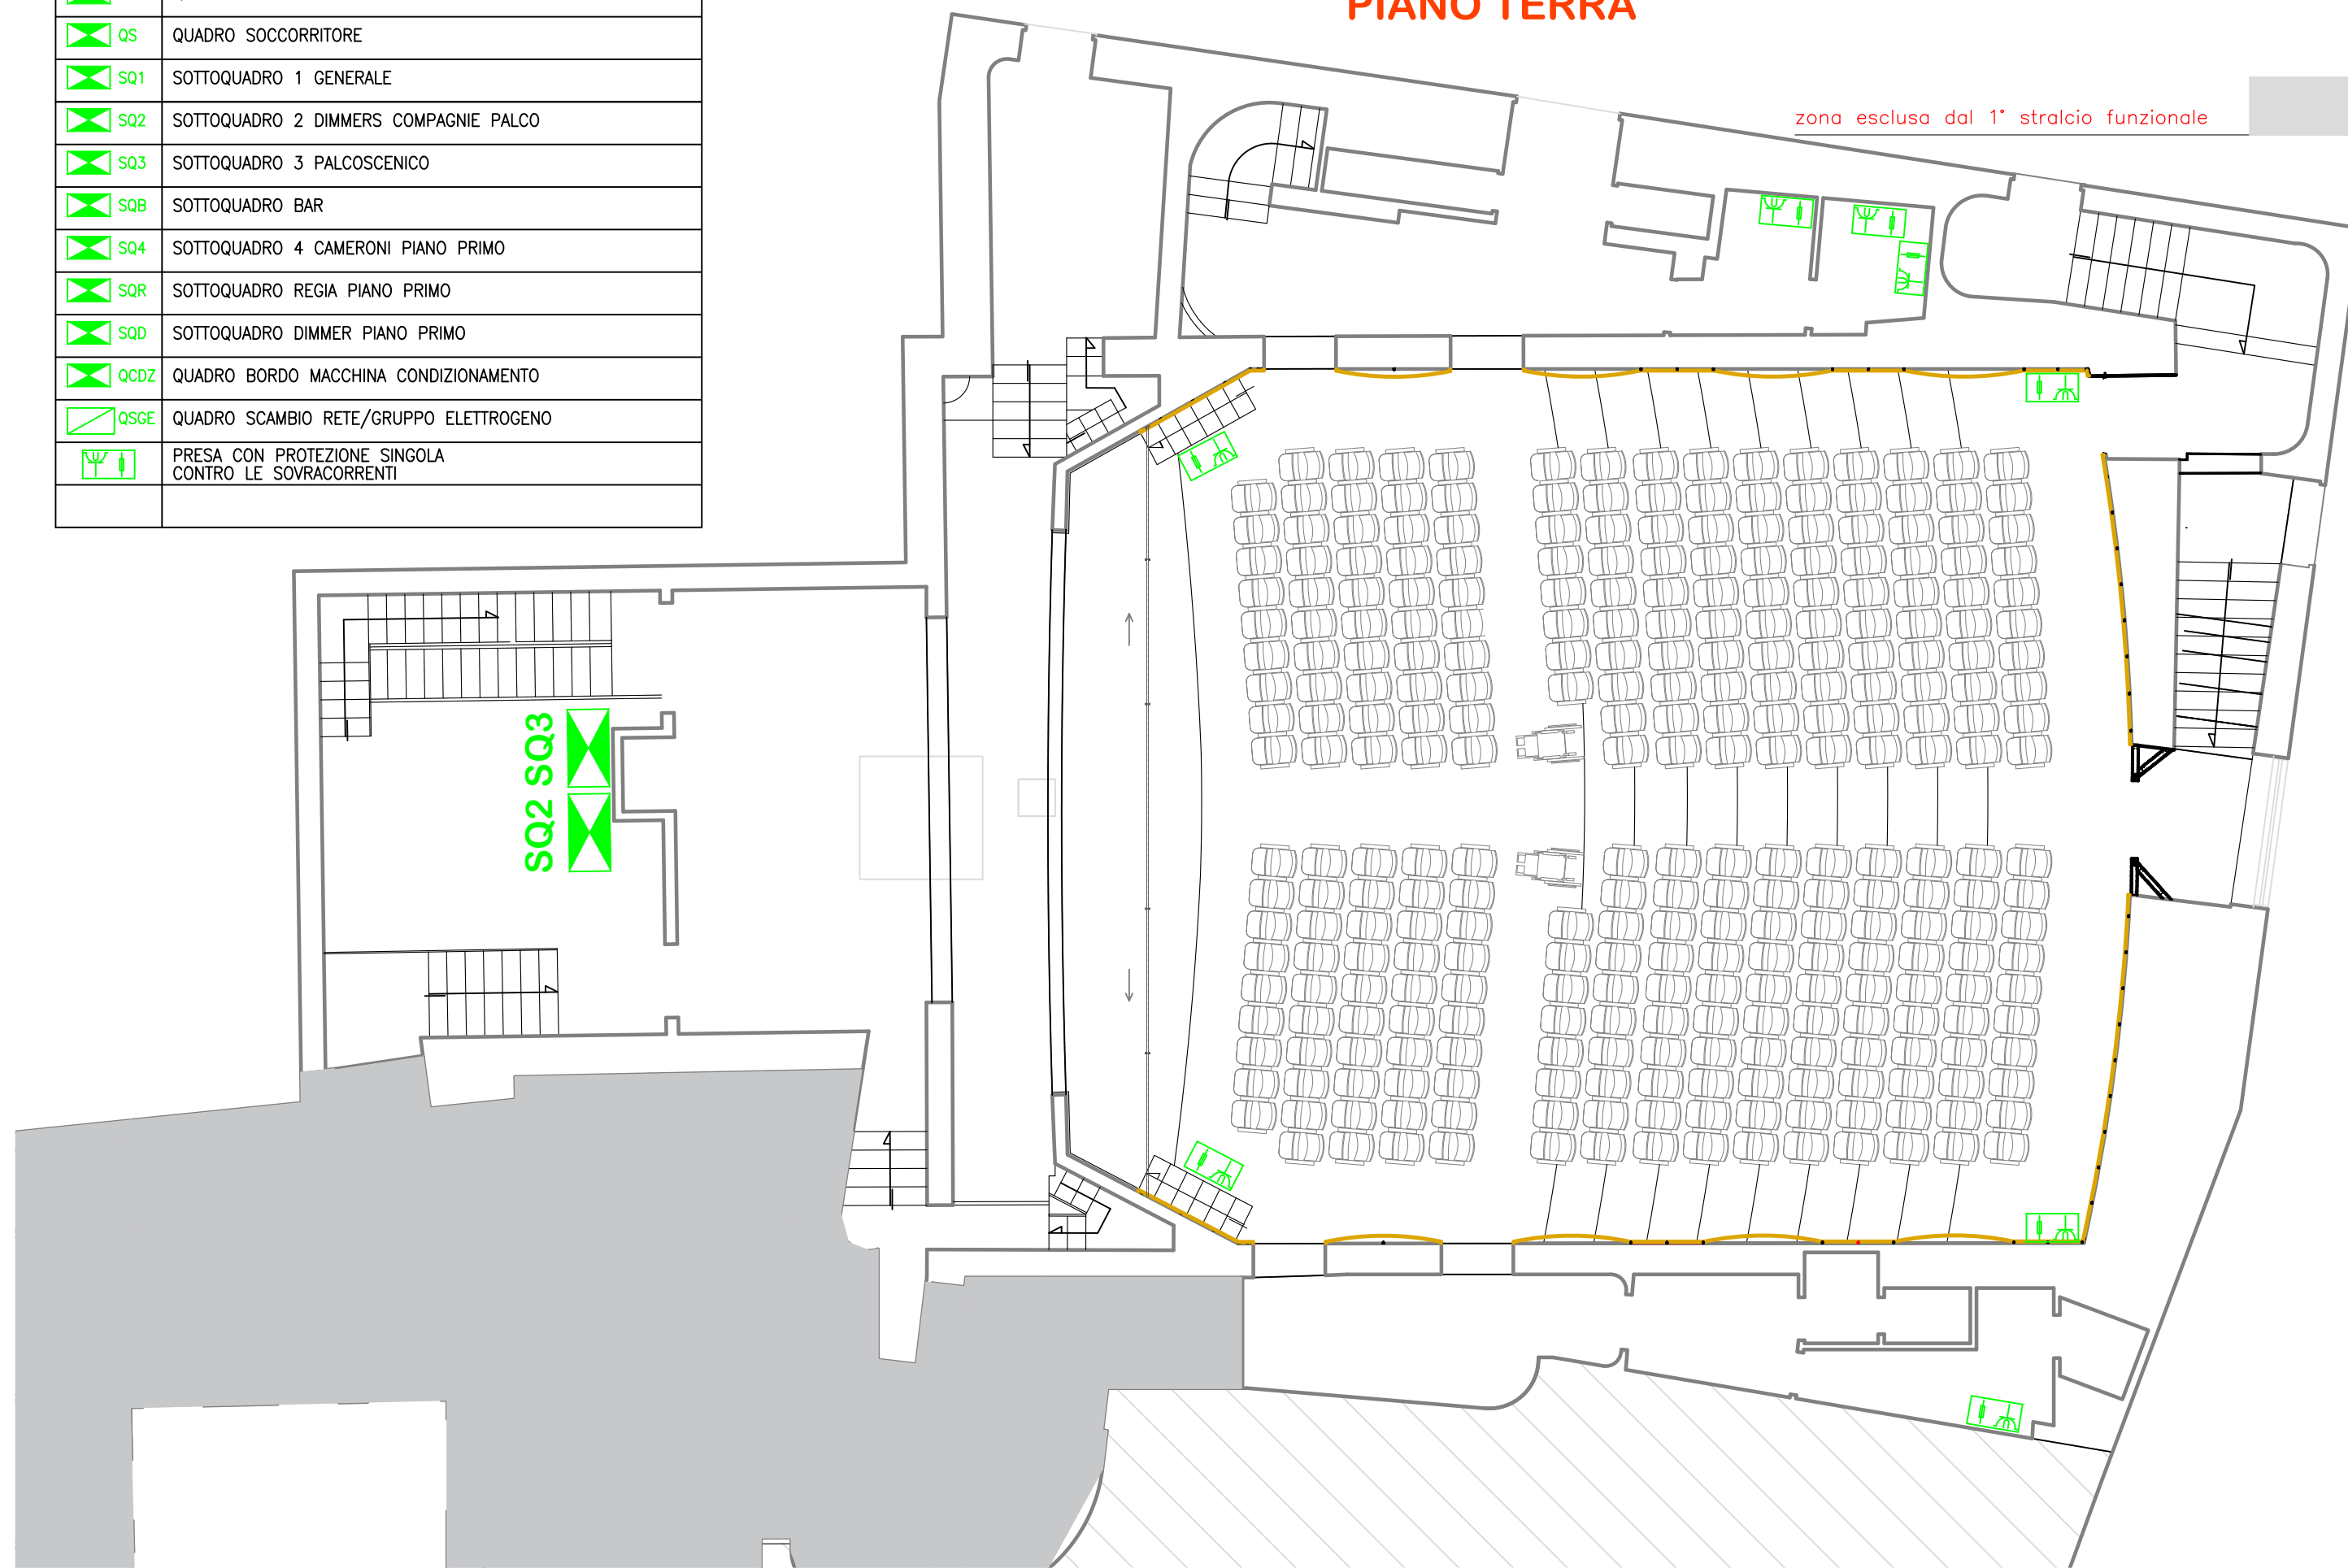 PIANO TERRA
QS QUADRO SOCCORRITORE
SQ1 SOTTOQUADRO 1 GENERALE
SQ2 SOTTOQUADRO 2 DIMMERS COMPAGNIE PALCO
SQ3 SOTTOQUADRO 3 PALCOSCENICO
SQB SOTTOQUADRO BAR
SQ4 SOTTOQUADRO 4 CAMERONI PIANO PRIMO
SQR SOTTOQUADRO REGIA PIANO PRIMO
SQD SOTTOQUADRO DIMMER PIANO PRIMO
QCDZ QUADRO BORDO MACCHINA CONDIZIONAMENTO
QSGE QUADRO SCAMBIO RETE/GRUPPO ELETTROGENO
PRESA CON PROTEZIONE SINGOLA
CONTRO LE SOVRACORRENTI
zona esclusa dal 1° stralcio funzionale
SQ2 SQ3